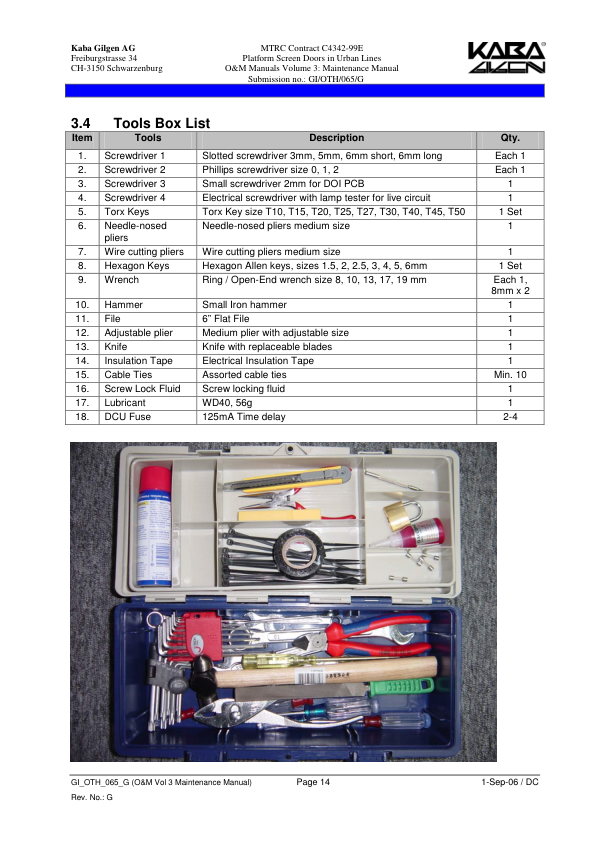 Kaba Gilgen AG
Freiburgstrasse 34
CH-3150 Schwarzenburg
MTRC Contract C4342-99E
Platform Screen Doors in Urban Lines
O&M Manuals Volume 3: Maintenance Manual
Submission no.: GI/OTH/065/G
KABA®
GILGEN
3.4 Tools Box List
Item Tools Description Qty.
1. Screwdriver 1 Slotted screwdriver 3mm, 5mm, 6mm short, 6mm long Each 1
2. Screwdriver 2 Phillips screwdriver size 0, 1, 2 Each 1
3. Screwdriver 3 Small screwdriver 2mm for DOI PCB 1
4. Screwdriver 4 Electrical screwdriver with lamp tester for live circuit 1
5. Torx Keys Torx Key size T10, T15, T20, T25, T27, T30, T40, T45, T50 1 Set
6. Needle-nosed pliers Needle-nosed pliers medium size 1
7. Wire cutting pliers Wire cutting pliers medium size 1
8. Hexagon Keys Hexagon Allen keys, sizes 1.5, 2, 2.5, 3, 4, 5, 6mm 1 Set
9. Wrench Ring / Open-End wrench size 8, 10, 13, 17, 19 mm Each 1, 8mm x 2
10. Hammer Small Iron hammer 1
11. File 6" Flat File 1
12. Adjustable plier Medium plier with adjustable size 1
13. Knife Knife with replaceable blades 1
14. Insulation Tape Electrical Insulation Tape 1
15. Cable Ties Assorted cable ties Min. 10
16. Screw Lock Fluid Screw locking fluid 1
17. Lubricant WD40, 56g 1
18. DCU Fuse 125mA Time delay 2-4
GI_OTH_065_G (O&M Vol 3 Maintenance Manual) Page 14 1-Sep-06 / DC
Rev. No.: G